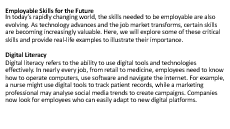 Employable Skills for the Future
In today's rapidly changing world, the skills needed to be employable are also
evolving. As technology advances and the job market transforms, certain skills
are becoming increasingly valuable. Here, we will explore some of these critical
skills and provide real-life examples to illustrate their importance.

Digital Literacy
Digital literacy refers to the ability to use digital tools and technologies
effectively. In nearly every job, from retail to medicine, employees need to know
how to operate computers, use software and navigate the internet. For example,
a nurse might use digital tools to track patient records, while a marketing
professional may analyse social media trends to create campaigns. Companies
now look for employees who can easily adapt to new digital platforms.